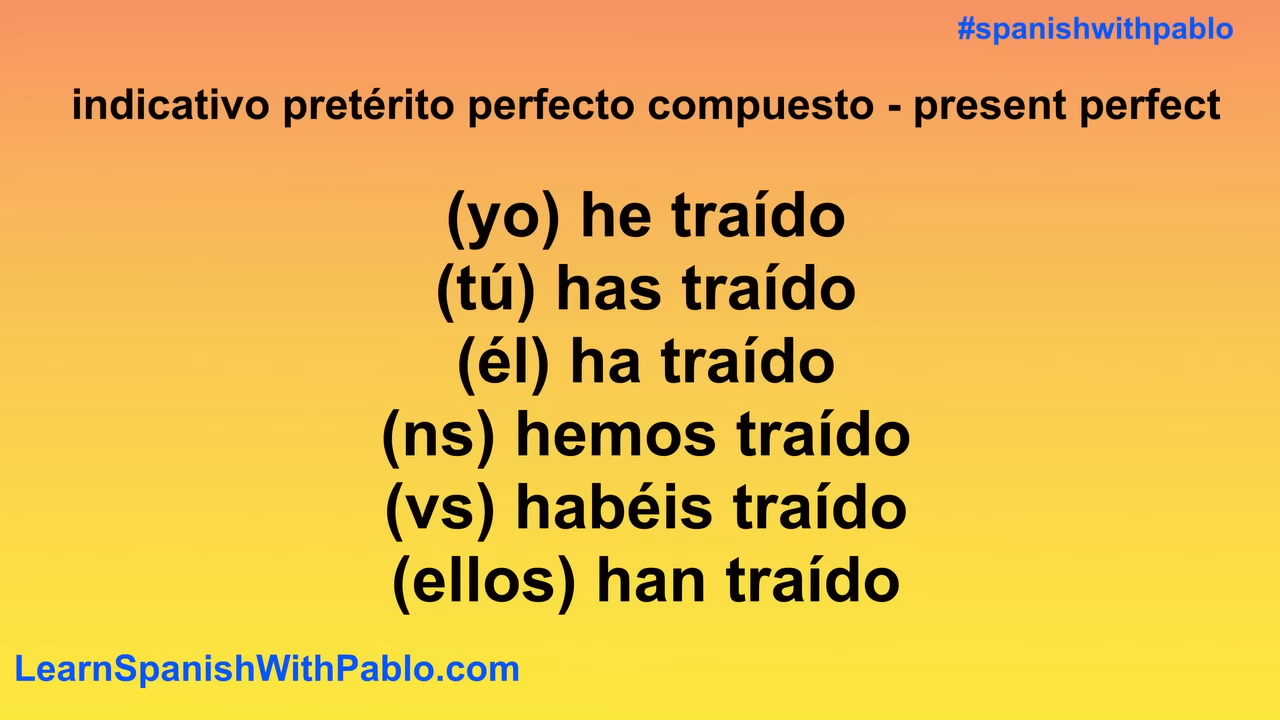 #spanishwithpablo
indicativo pretérito perfecto compuesto - present perfect
(yo) he traído
(tú) has traído
(él) ha traído
(ns) hemos traído
(vs) habéis traído
(ellos) han traído
LearnSpanishWithPablo.com